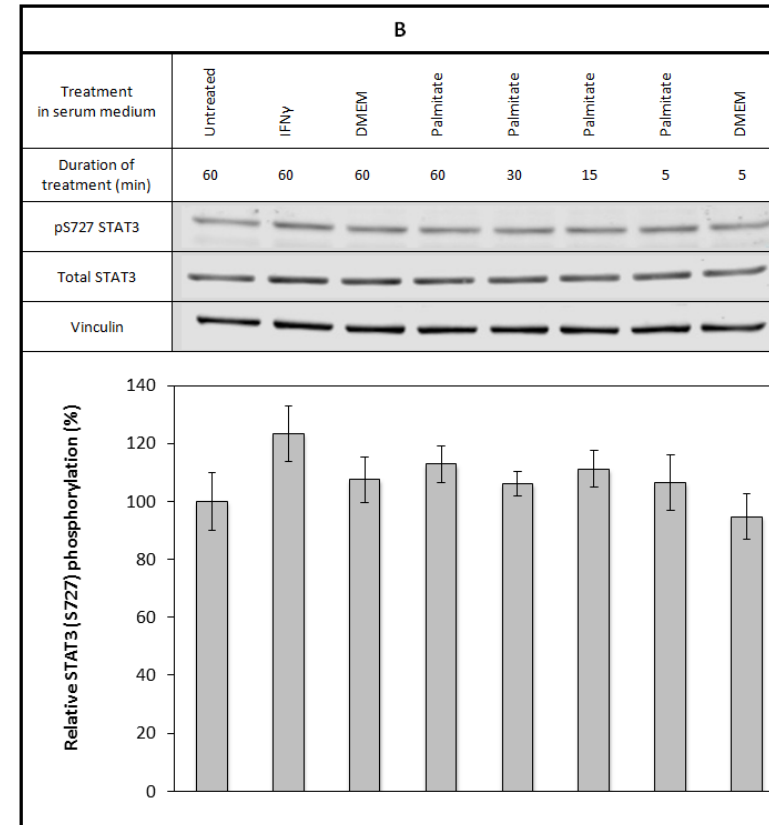 B
Treatment
in serum medium
Untreated
IFNγ
DMEM
Palmitate
Palmitate
Palmitate
Palmitate
DMEM
Duration of
treatment (min)
60 60 60 60 30 15 5 5
pS727 STAT3
Total STAT3
Vinculin
Relative STAT3 (S727) phosphorylation (%)
140
120
100
80
60
40
20
0